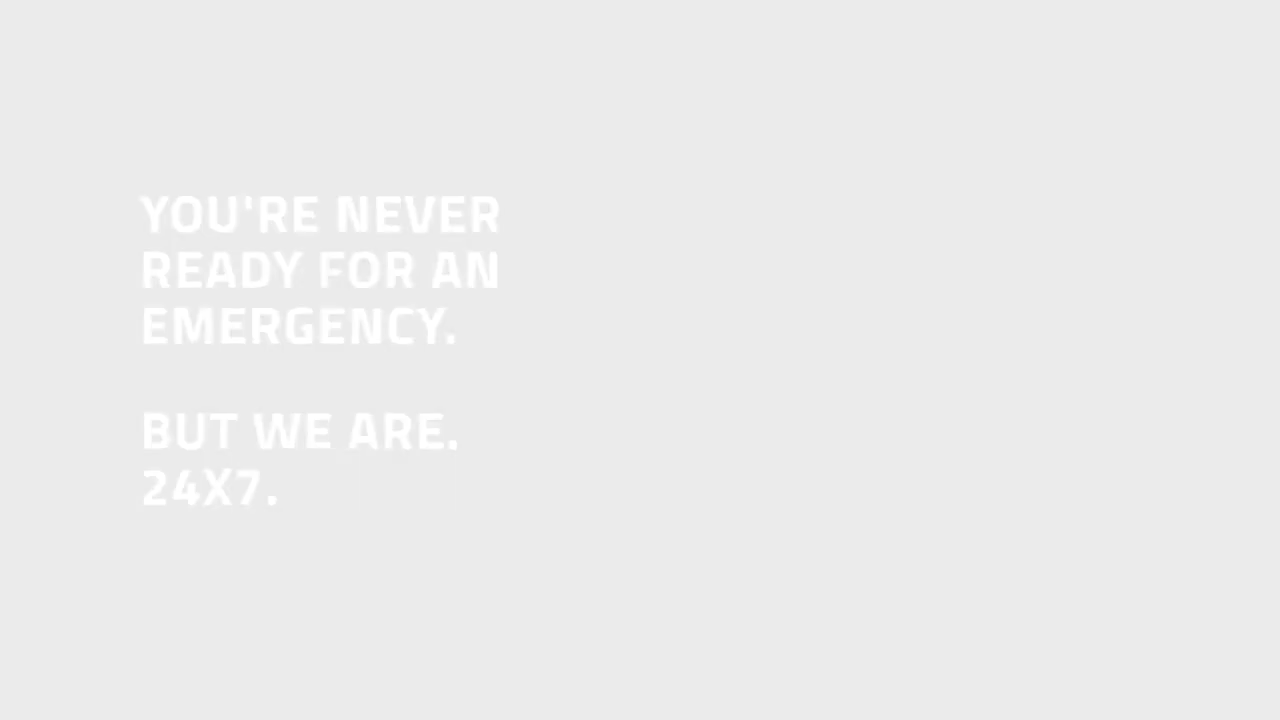 YOU'RE NEVER
READY FOR AN
EMERGENCY.
BUT WE ARE.
24X7.